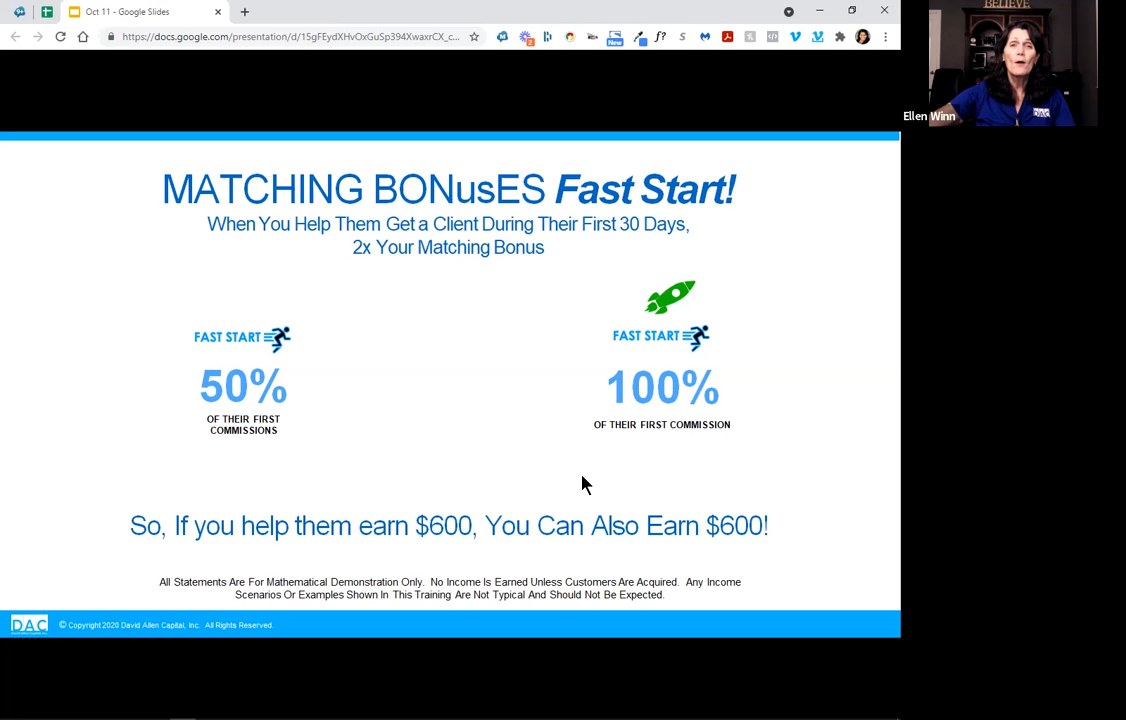 Oct 11 - Google Slides
https://docs.google.com/presentation/d/15gFEydXHvOxGuSp394XwaxrCX_c...
New
BELIEVE
DAC
Ellen Winn
MATCHING BONusES Fast Start!
When You Help Them Get a Client During Their First 30 Days,
2x Your Matching Bonus
FAST START
50%
OF THEIR FIRST
COMMISSIONS
FAST START
100%
OF THEIR FIRST COMMISSION
So, If you help them earn $600, You Can Also Earn $600!
All Statements Are For Mathematical Demonstration Only. No Income Is Earned Unless Customers Are Acquired. Any Income
Scenarios Or Examples Shown In This Training Are Not Typical And Should Not Be Expected.
DAC
© Copyright 2020 David Allen Capital, Inc. All Rights Reserved.